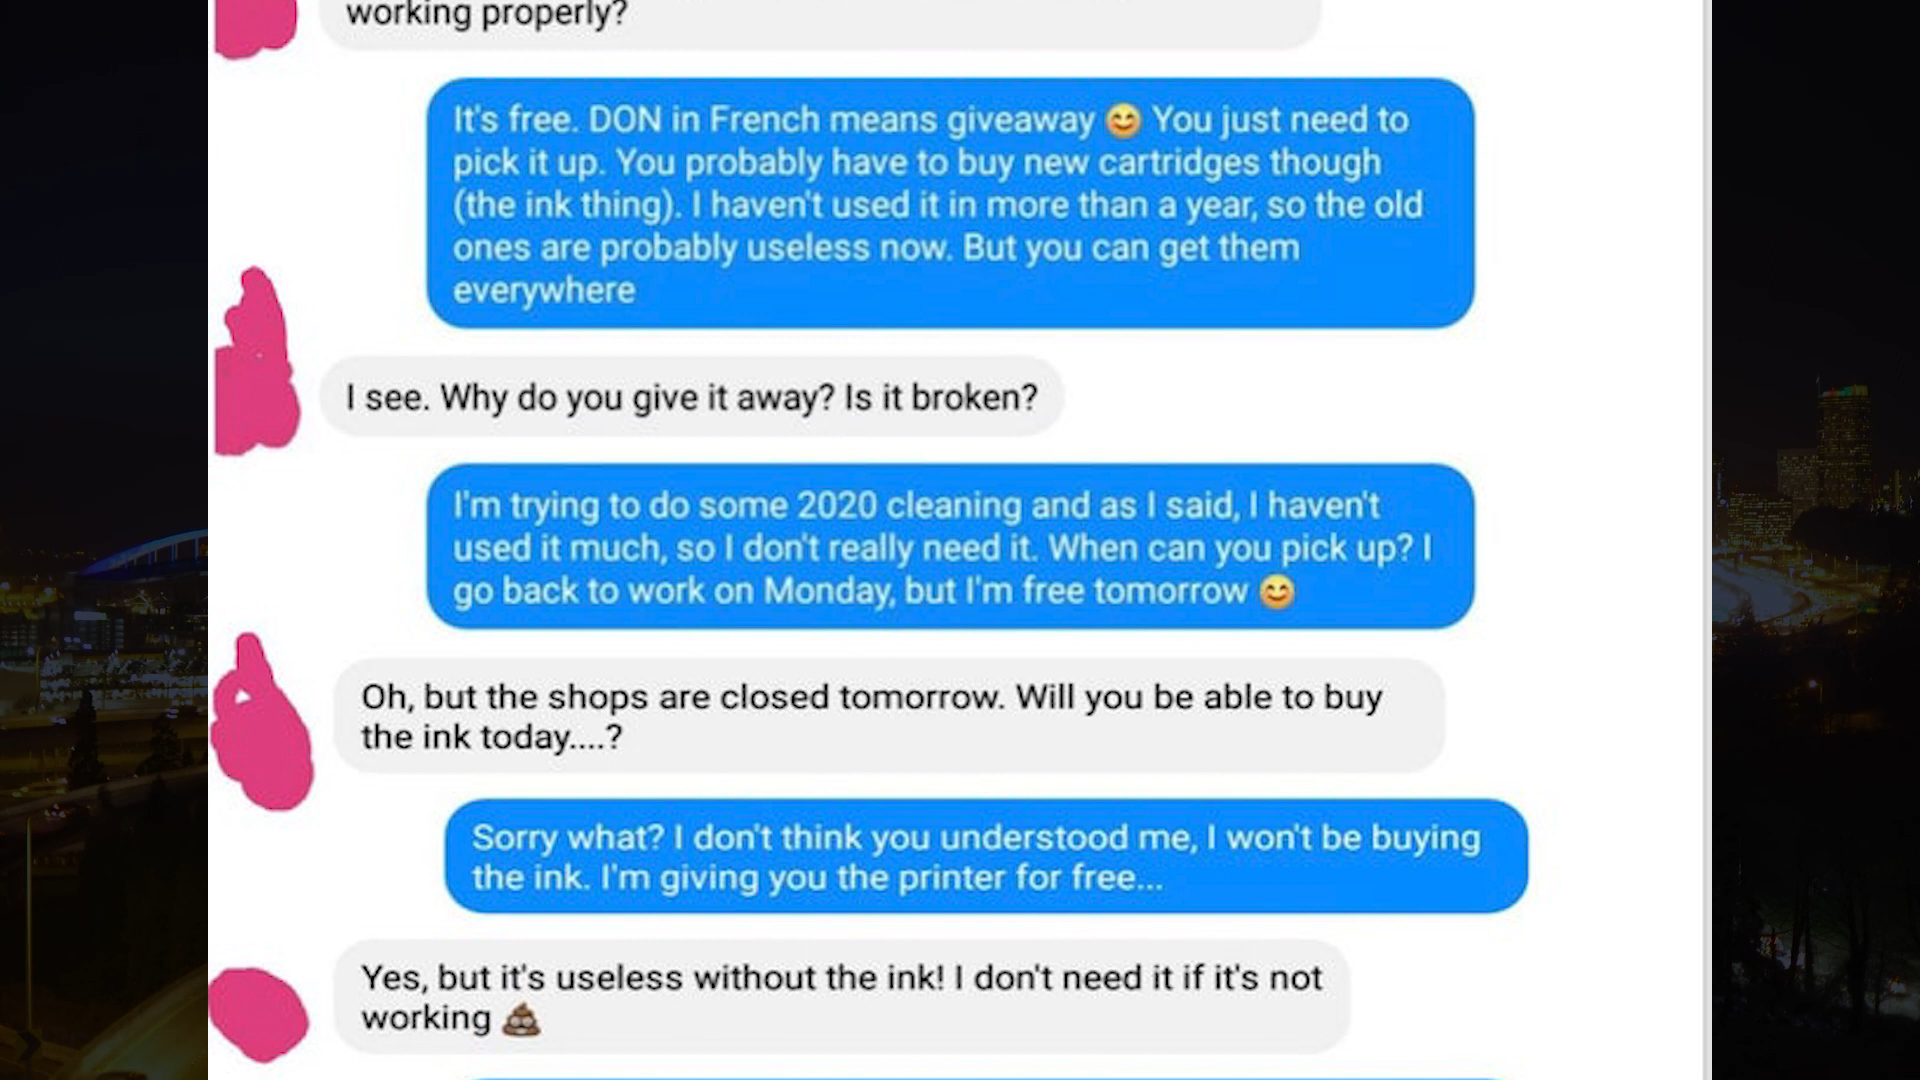 working properly?
It's free. DON in French means giveaway 😊 You just need to
pick it up. You probably have to buy new cartridges though
(the ink thing). I haven't used it in more than a year, so the old
ones are probably useless now. But you can get them
everywhere
I see. Why do you give it away? Is it broken?
I'm trying to do some 2020 cleaning and as I said, I haven't
used it much, so I don't really need it. When can you pick up? I
go back to work on Monday, but I'm free tomorrow 😊
Oh, but the shops are closed tomorrow. Will you be able to buy
the ink today....?
Sorry what? I don't think you understood me, I won't be buying
the ink. I'm giving you the printer for free...
Yes, but it's useless without the ink! I don't need it if it's not
working 💩